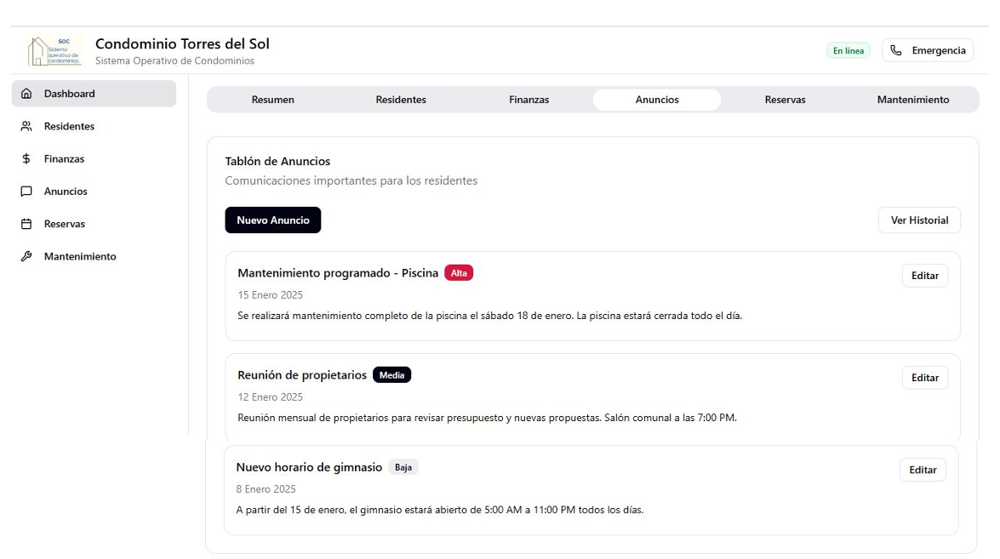 SOC
Sistema
operativo de
condominios
Condominio Torres del Sol
Sistema Operativo de Condominios
En línea
Emergencia
Dashboard
Residentes
Finanzas
Anuncios
Reservas
Mantenimiento
Resumen
Residentes
Finanzas
Anuncios
Reservas
Mantenimiento
Tablón de Anuncios
Comunicaciones importantes para los residentes
Nuevo Anuncio
Ver Historial
Mantenimiento programado - Piscina Alta
Editar
15 Enero 2025
Se realizará mantenimiento completo de la piscina el sábado 18 de enero. La piscina estará cerrada todo el día.
Reunión de propietarios Media
Editar
12 Enero 2025
Reunión mensual de propietarios para revisar presupuesto y nuevas propuestas. Salón comunal a las 7:00 PM.
Nuevo horario de gimnasio Baja
Editar
8 Enero 2025
A partir del 15 de enero, el gimnasio estará abierto de 5:00 AM a 11:00 PM todos los días.